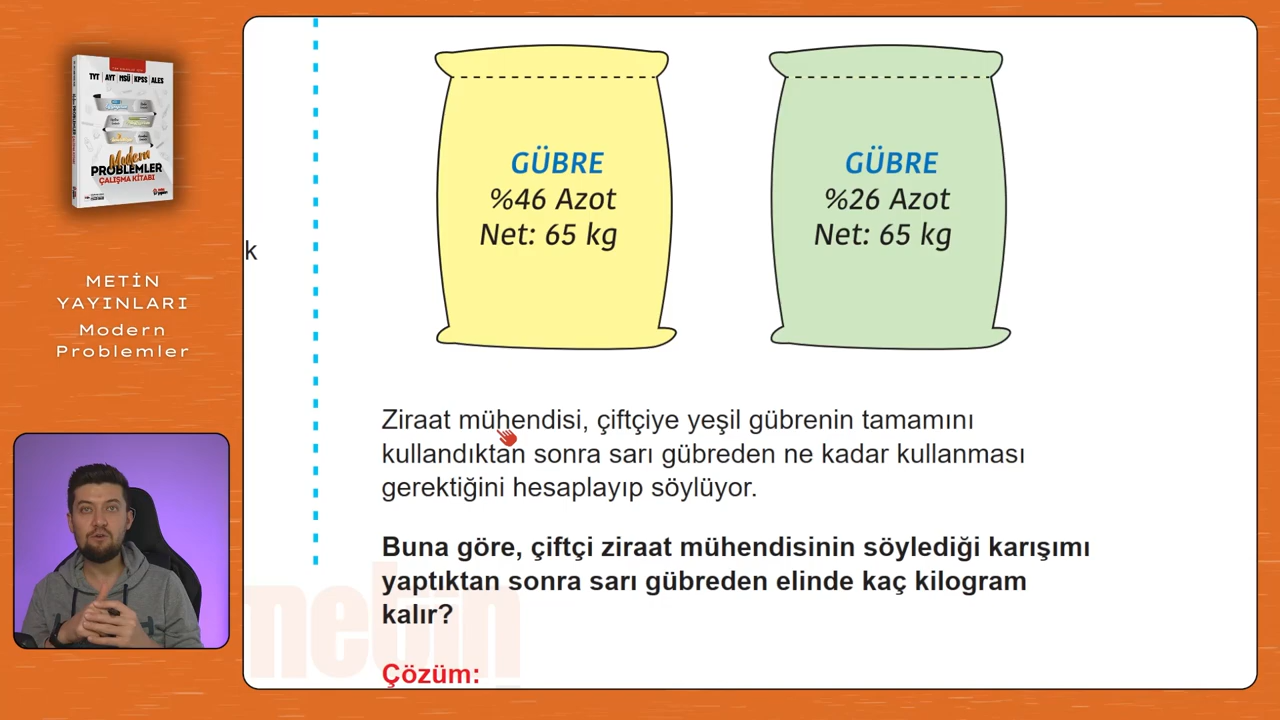 TYT | AYT | MSÜ | KPSS | ALES
Modern
PROBLEMLER
ÇALIŞMA KİTABI
METİN
YAYINLARI
Modern
Problemler
k
GÜBRE
%46 Azot
Net: 65 kg
GÜBRE
%26 Azot
Net: 65 kg
Ziraat mühendisi, çiftçiye yeşil gübrenin tamamını
kullandıktan sonra sarı gübreden ne kadar kullanması
gerektiğini hesaplayıp söylüyor.
Buna göre, çiftçi ziraat mühendisinin söylediği karışımı
yaptıktan sonra sarı gübreden elinde kaç kilogram
kalır?
metin
Çözüm: